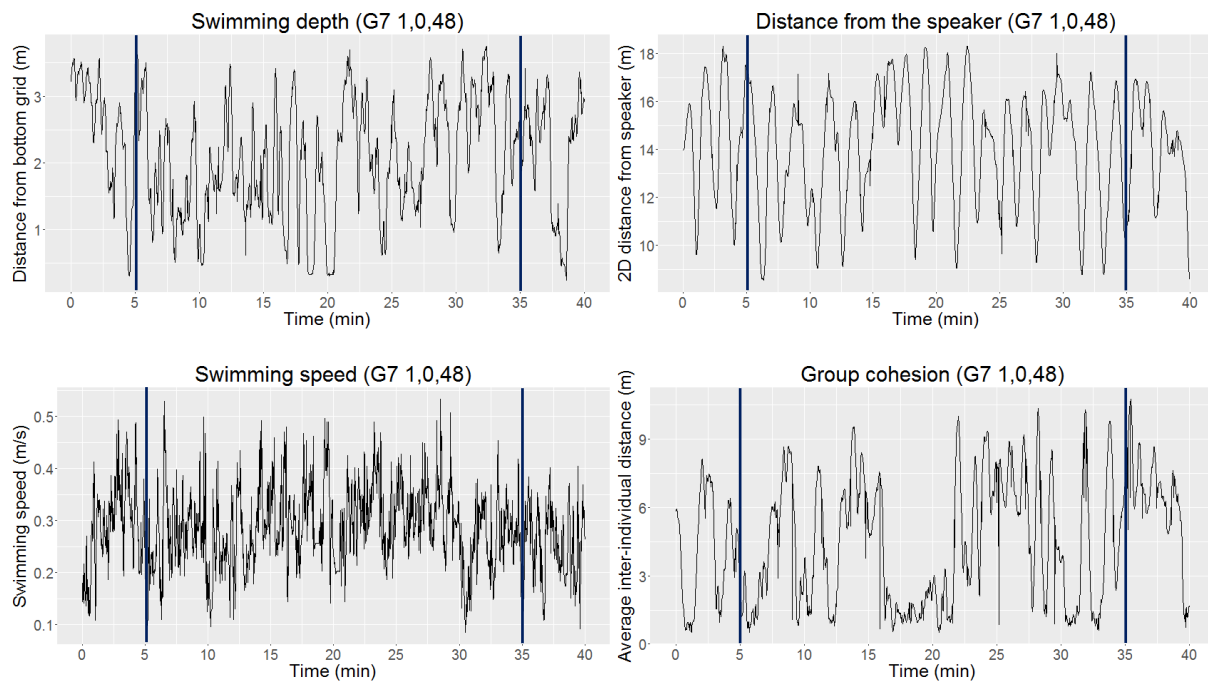 Swimming depth (G7 1,0,48)
Distance from bottom grid (m)
3
2
1
0 5 10 15 20 25 30 35 40
Time (min)
Distance from the speaker (G7 1,0,48)
2D distance from speaker (m)
18
16
14
12
10
0 5 10 15 20 25 30 35 40
Time (min)
Swimming speed (G7 1,0,48)
Swimming speed (m/s)
0.5
0.4
0.3
0.2
0.1
0 5 10 15 20 25 30 35 40
Time (min)
Group cohesion (G7 1,0,48)
Average inter-individual distance (m)
9
6
3
0
0 5 10 15 20 25 30 35 40
Time (min)